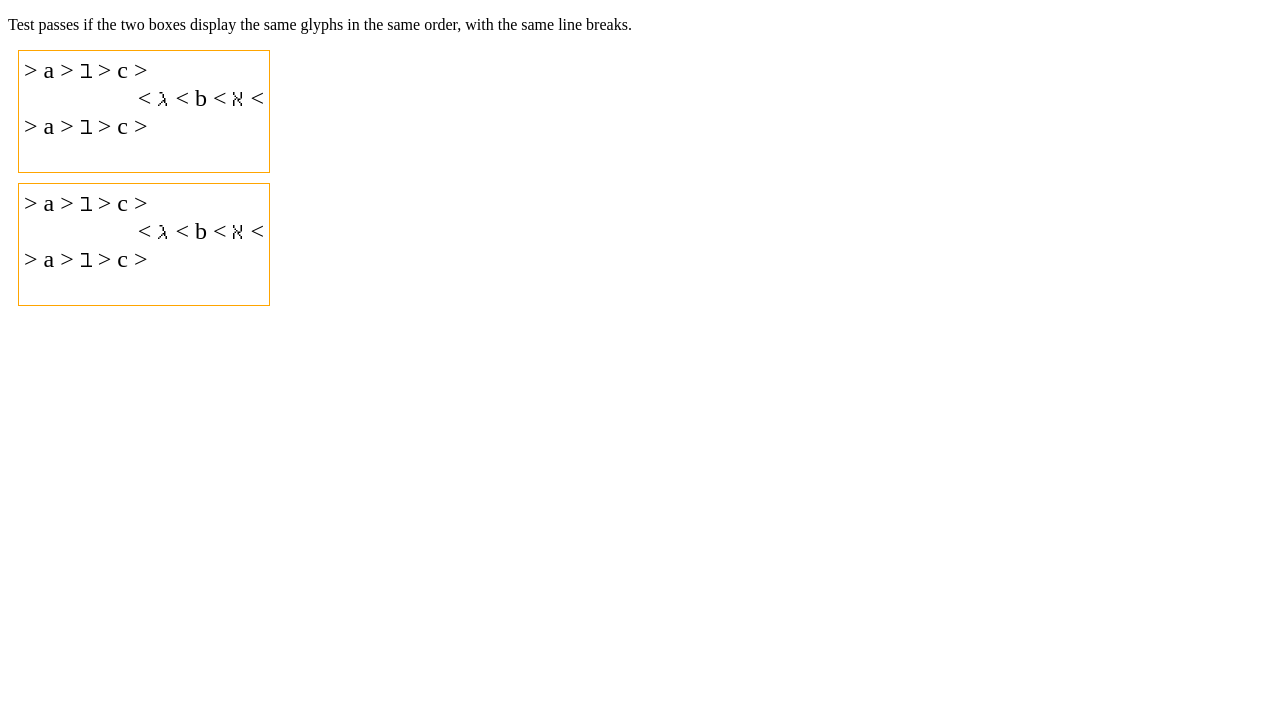 Test passes if the two boxes display the same glyphs in the same order, with the same line breaks.
> a > ב > c >
< ג < b < א <
> a > ב > c >
> a > ב > c >
< ג < b < א <
> a > ב > c >